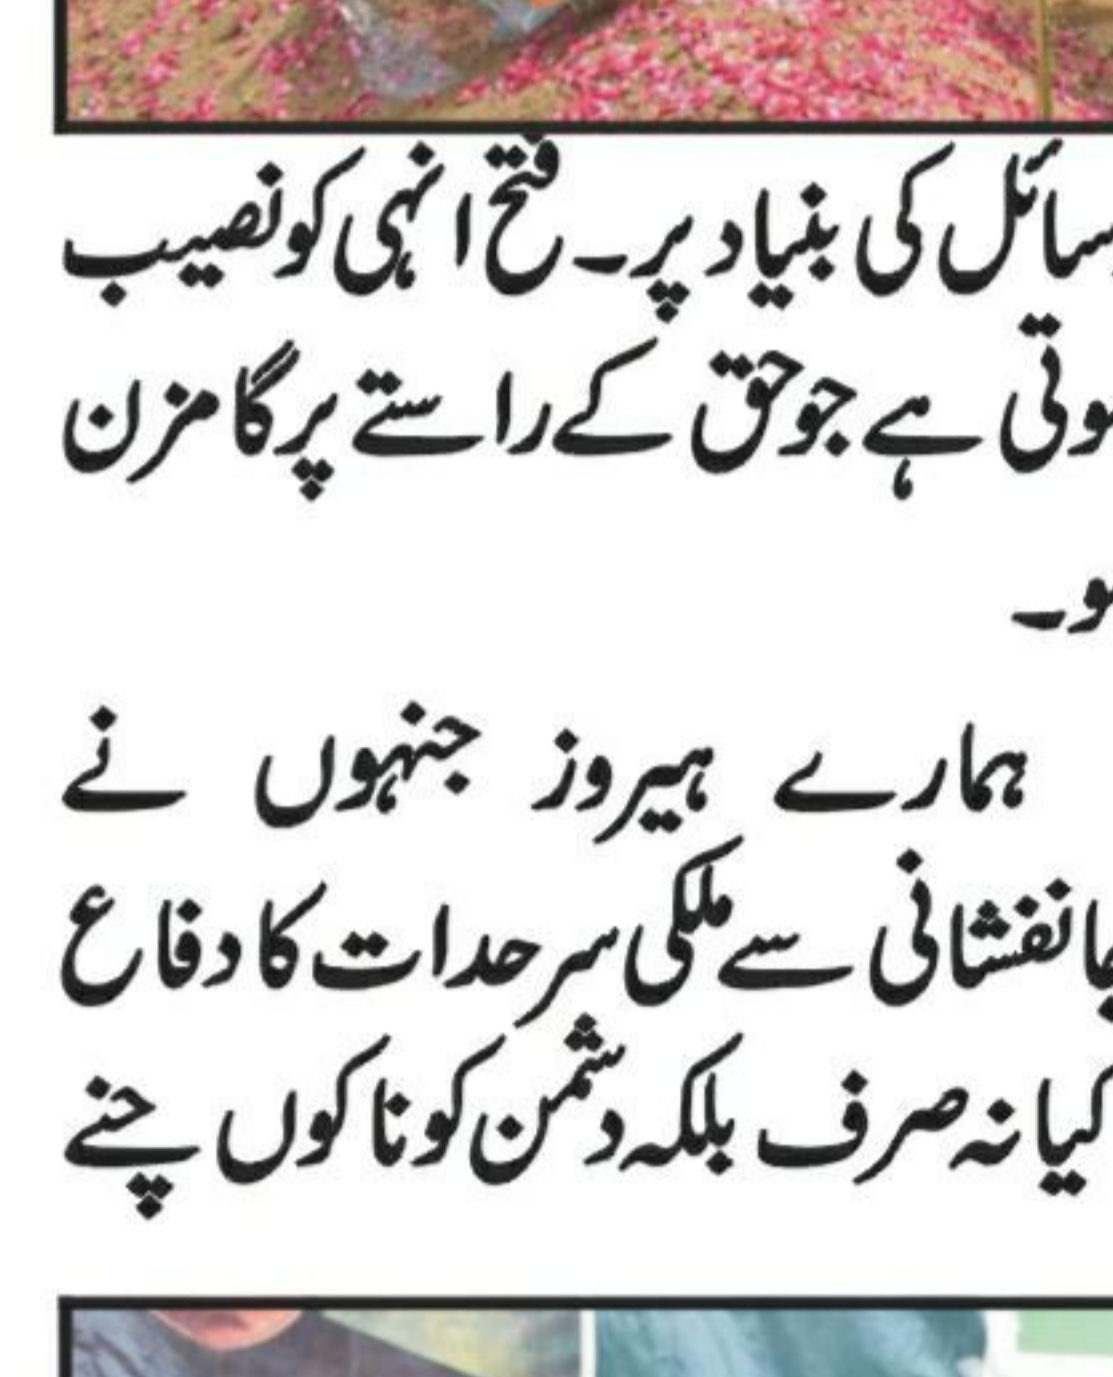 سائل کی بنیاد پر۔ فتح انہی کو نصیب
ہوتی ہے جو حق کے راستے پر گامزن
ہو۔
ہمارے ہیروز جنہوں نے
جانفشانی سے ملکی سرحدات کا دفاع
کیا نہ صرف بلکہ دشمن کو ناکوں چنے